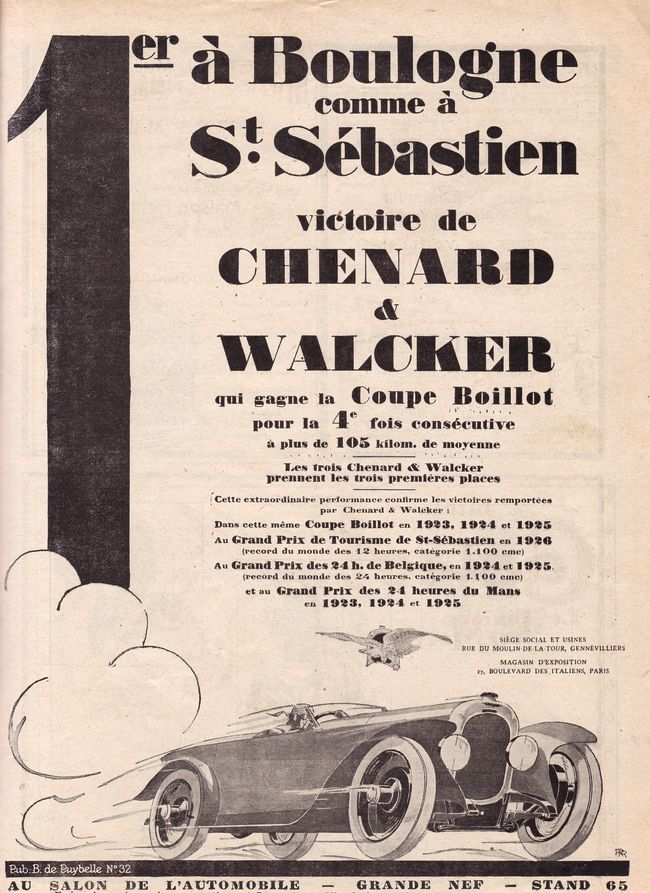 1er à Boulogne
comme à
St. Sébastien
victoire de
CHENARD
&
WALCKER
qui gagne la Coupe Boillot
pour la 4e fois consécutive
à plus de 105 kilom. de moyenne
Les trois Chenard & Walcker
prennent les trois premières places
Cette extraordinaire performance confirme les victoires remportées
par Chenard & Walcker :
Dans cette même Coupe Boillot en 1923, 1924 et 1925
Au Grand Prix de Tourisme de St-Sébastien en 1926
(record du monde des 12 heures, catégorie 1.100 cmc)
Au Grand Prix des 24 h. de Belgique, en 1924 et 1925.
(record du monde des 24 heures, catégorie 1.100 cmc)
et au Grand Prix des 24 heures du Mans
en 1923, 1924 et 1925
SIÈGE SOCIAL ET USINES
RUE DU MOULIN-DE-LA-TOUR, GENNEVILLIERS
MAGASIN D'EXPOSITION
27, BOULEVARD DES ITALIENS, PARIS
Pub. B. de Puybelle No 32
AU SALON DE L'AUTOMOBILE – GRANDE NEF – STAND 65